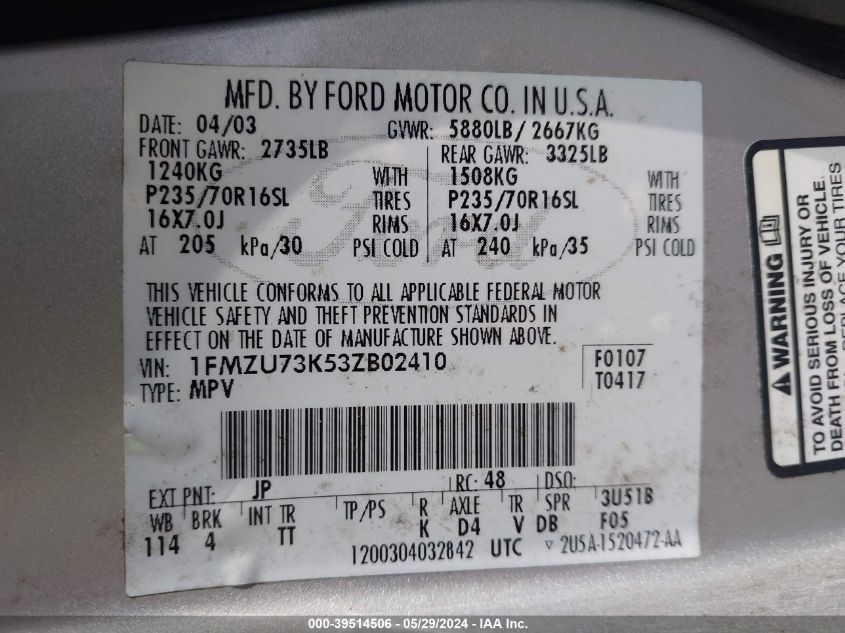 MFD. BY FORD MOTOR CO. IN U.S.A.
DATE: 04/03 GVWR: 5880LB/ 2667KG
FRONT GAWR: 2735LB REAR GAWR: 3325LB
1240KG WITH 1508KG WITH
P235/70R16SL TIRES P235/70R16SL TIRES
16X7.0J RIMS 16X7.0J RIMS
AT 205 kPa/30 PSI COLD AT 240 kPa/35 PSI COLD
Ford
THIS VEHICLE CONFORMS TO ALL APPLICABLE FEDERAL MOTOR
VEHICLE SAFETY AND THEFT PREVENTION STANDARDS IN
EFFECT ON THE DATE OF MANUFACTURE SHOWN ABOVE.
VIN: 1FMZU73K53ZB02410 F0107
TYPE: MPV T0417
EXT PNT: JP RC: 48 DSO:
WB BRK INT TR TP/PS R AXLE TR SPR 3U51B
114 4 TT K D4 V DB F05
1200304032B42 UTC ▿ 2U5A-1520472-AA
WARNING
TO AVOID SERIOUS INJURY OR
DEATH FROM LOSS OF VEHICLE
REPLACE YOUR TIRES
000-39514506 - 05/29/2024 - IAA Inc.